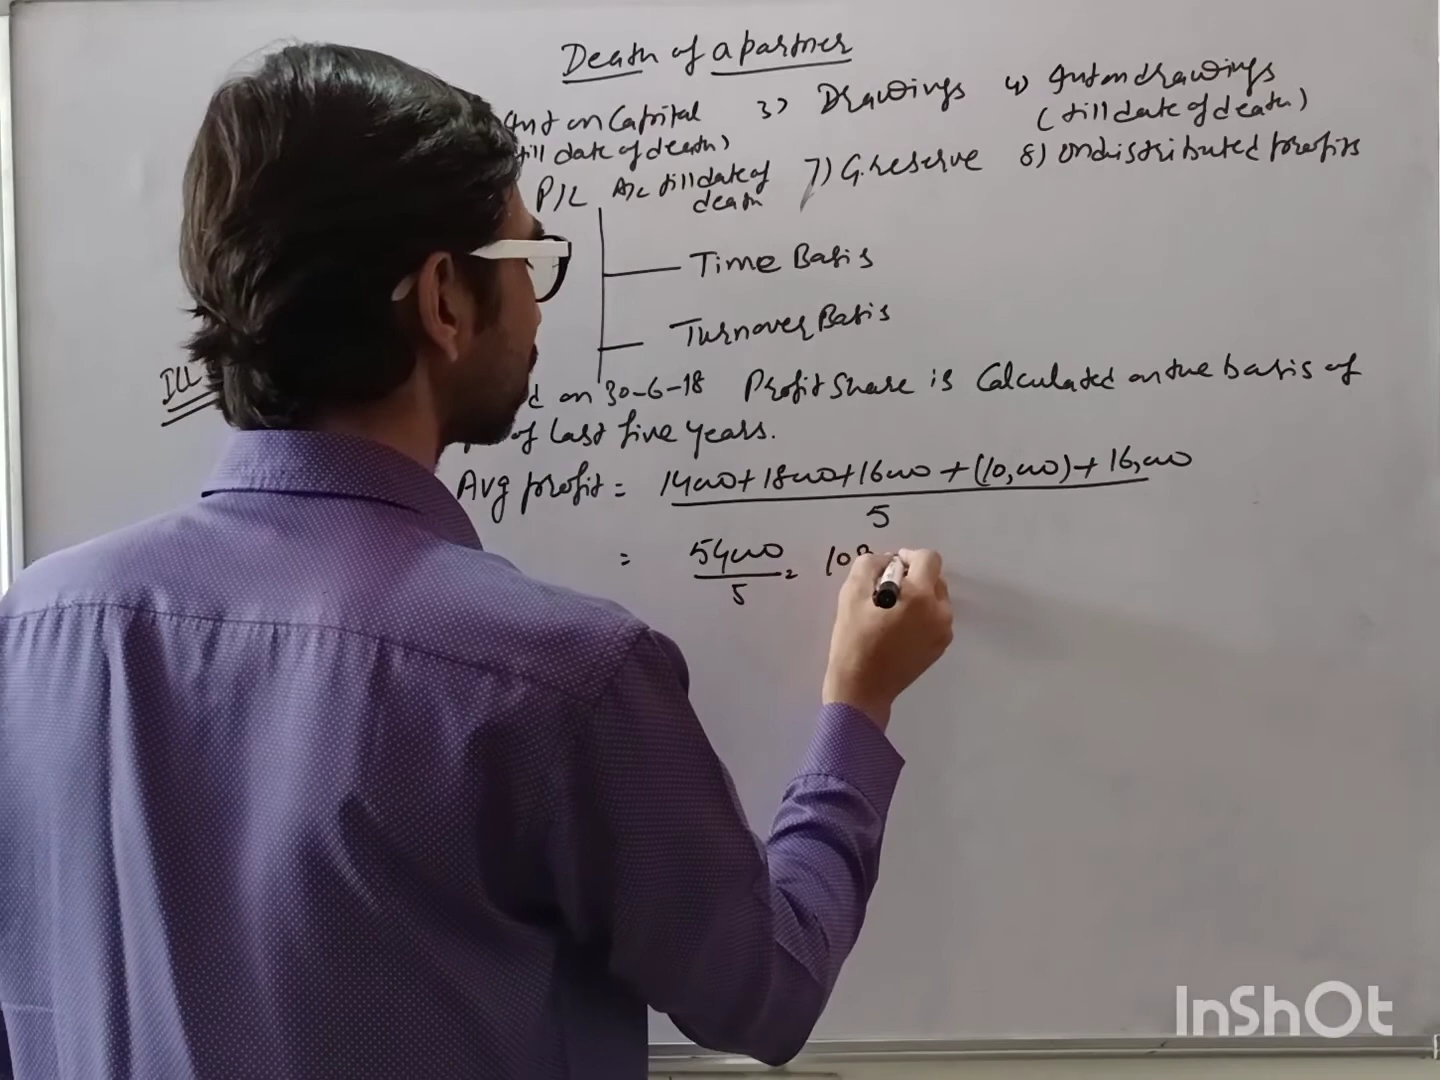 Death of a partner
Int on Capital 3) Drawings 4) Int on drawings
till date of death) (till date of death)
P/L A/c till date of death 7) G.reserve 8) Undistributed profits
Time Basis
Turnover Basis
ILL
on 30-6-18 Profit share is Calculated on the basis of
of last five years.
Avg profit = 14000+18000+16000+(10,000)+16,000
5
= 54000 = 108
5
InShOt